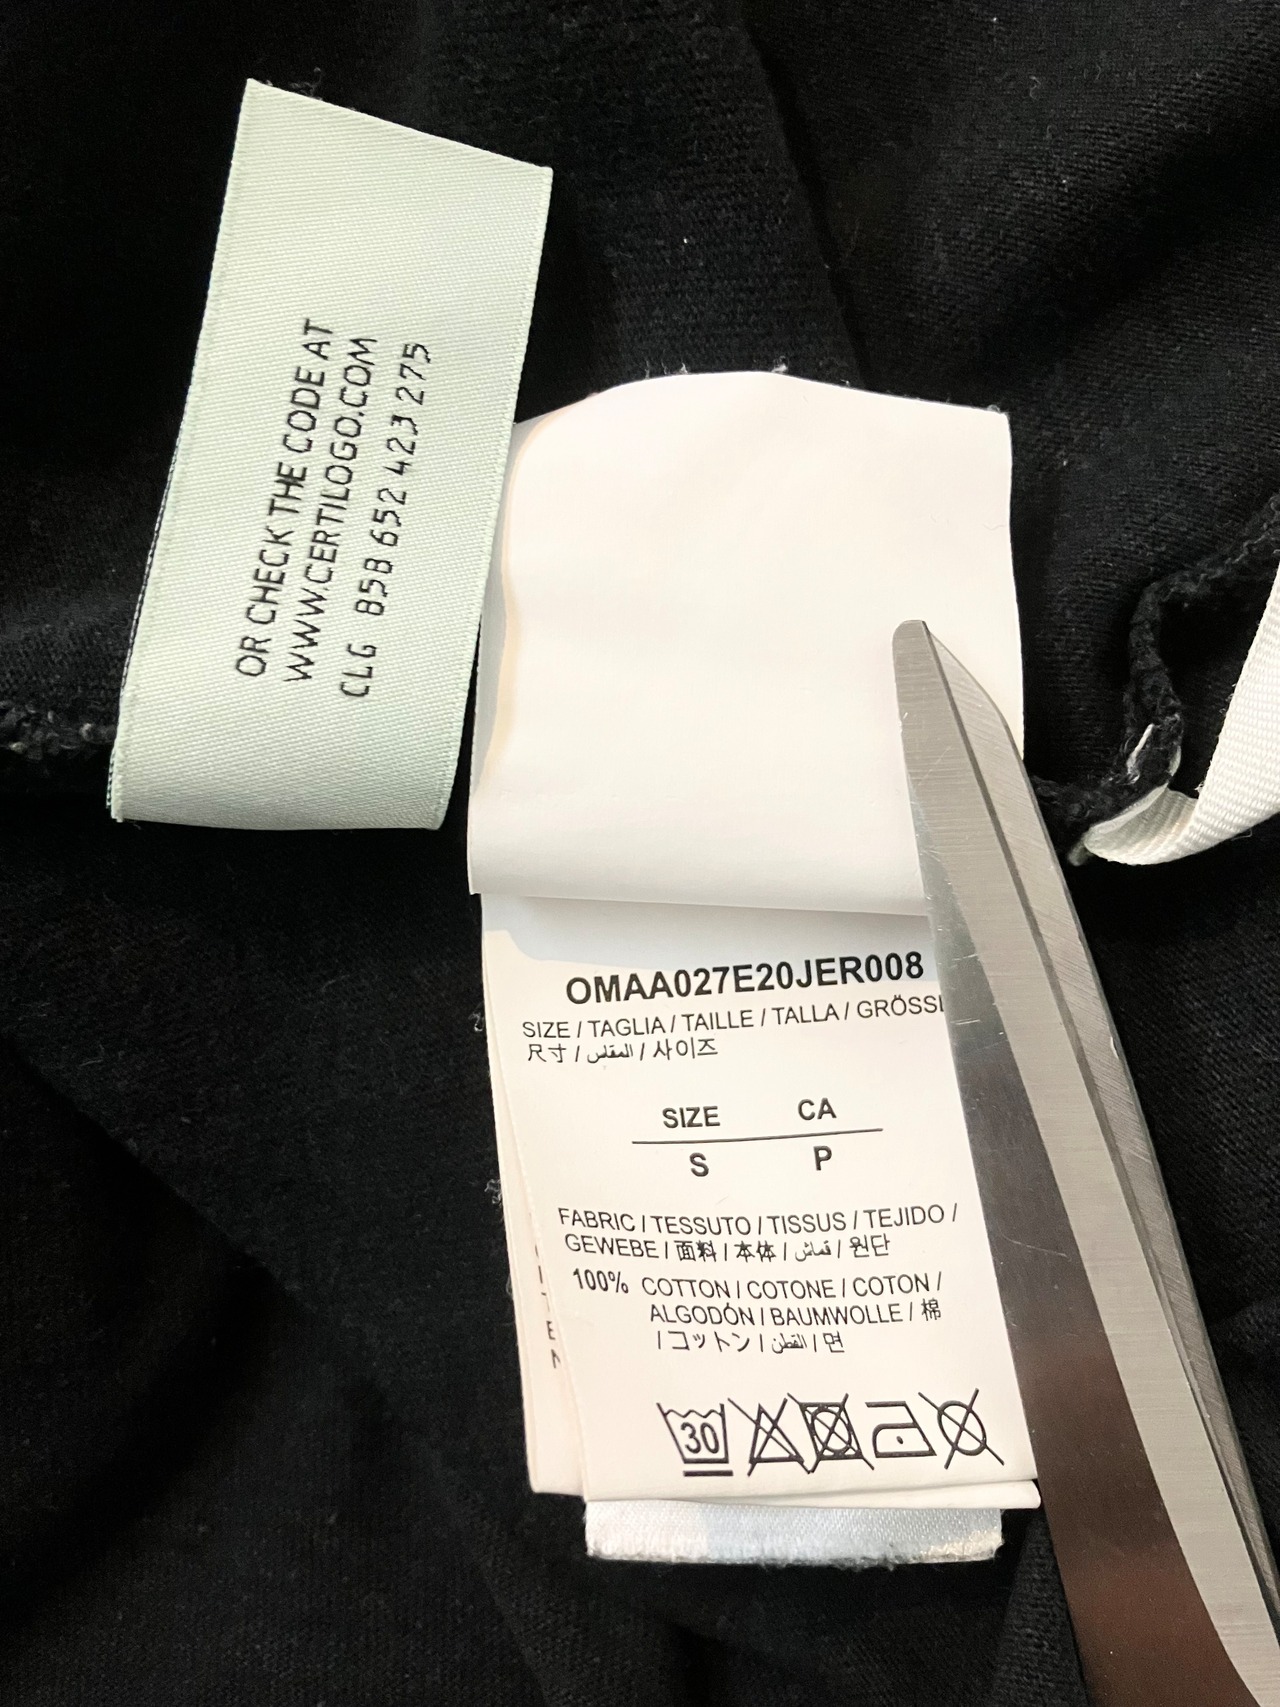 OR CHECK THE CODE AT
WWW.CERTILOGO.COM
CLG 858 652 423 275
OMAA027E20JER008
SIZE / TAGLIA / TAILLE / TALLA / GRÖSSE
尺寸 / المقاس / 사이즈
SIZE CA
S P
FABRIC / TESSUTO / TISSUS / TEJIDO /
GEWEBE / 面料 / 本体 / قماش / 원단
100% COTTON / COTONE / COTON /
ALGODÓN / BAUMWOLLE / 棉
/ コットン / القطن / 면
30